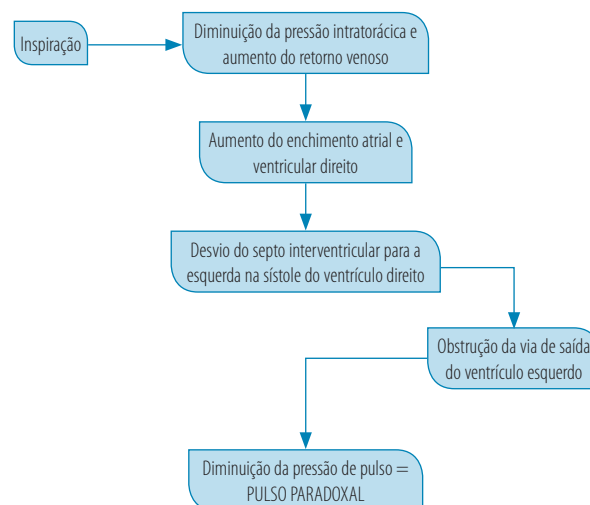 Inspiração
Diminuição da pressão intratorácica e
aumento do retorno venoso
Aumento do enchimento atrial e
ventricular direito
Desvio do septo interventricular para a
esquerda na sístole do ventrículo direito
Obstrução da via de saída
do ventrículo esquerdo
Diminuição da pressão de pulso =
PULSO PARADOXAL